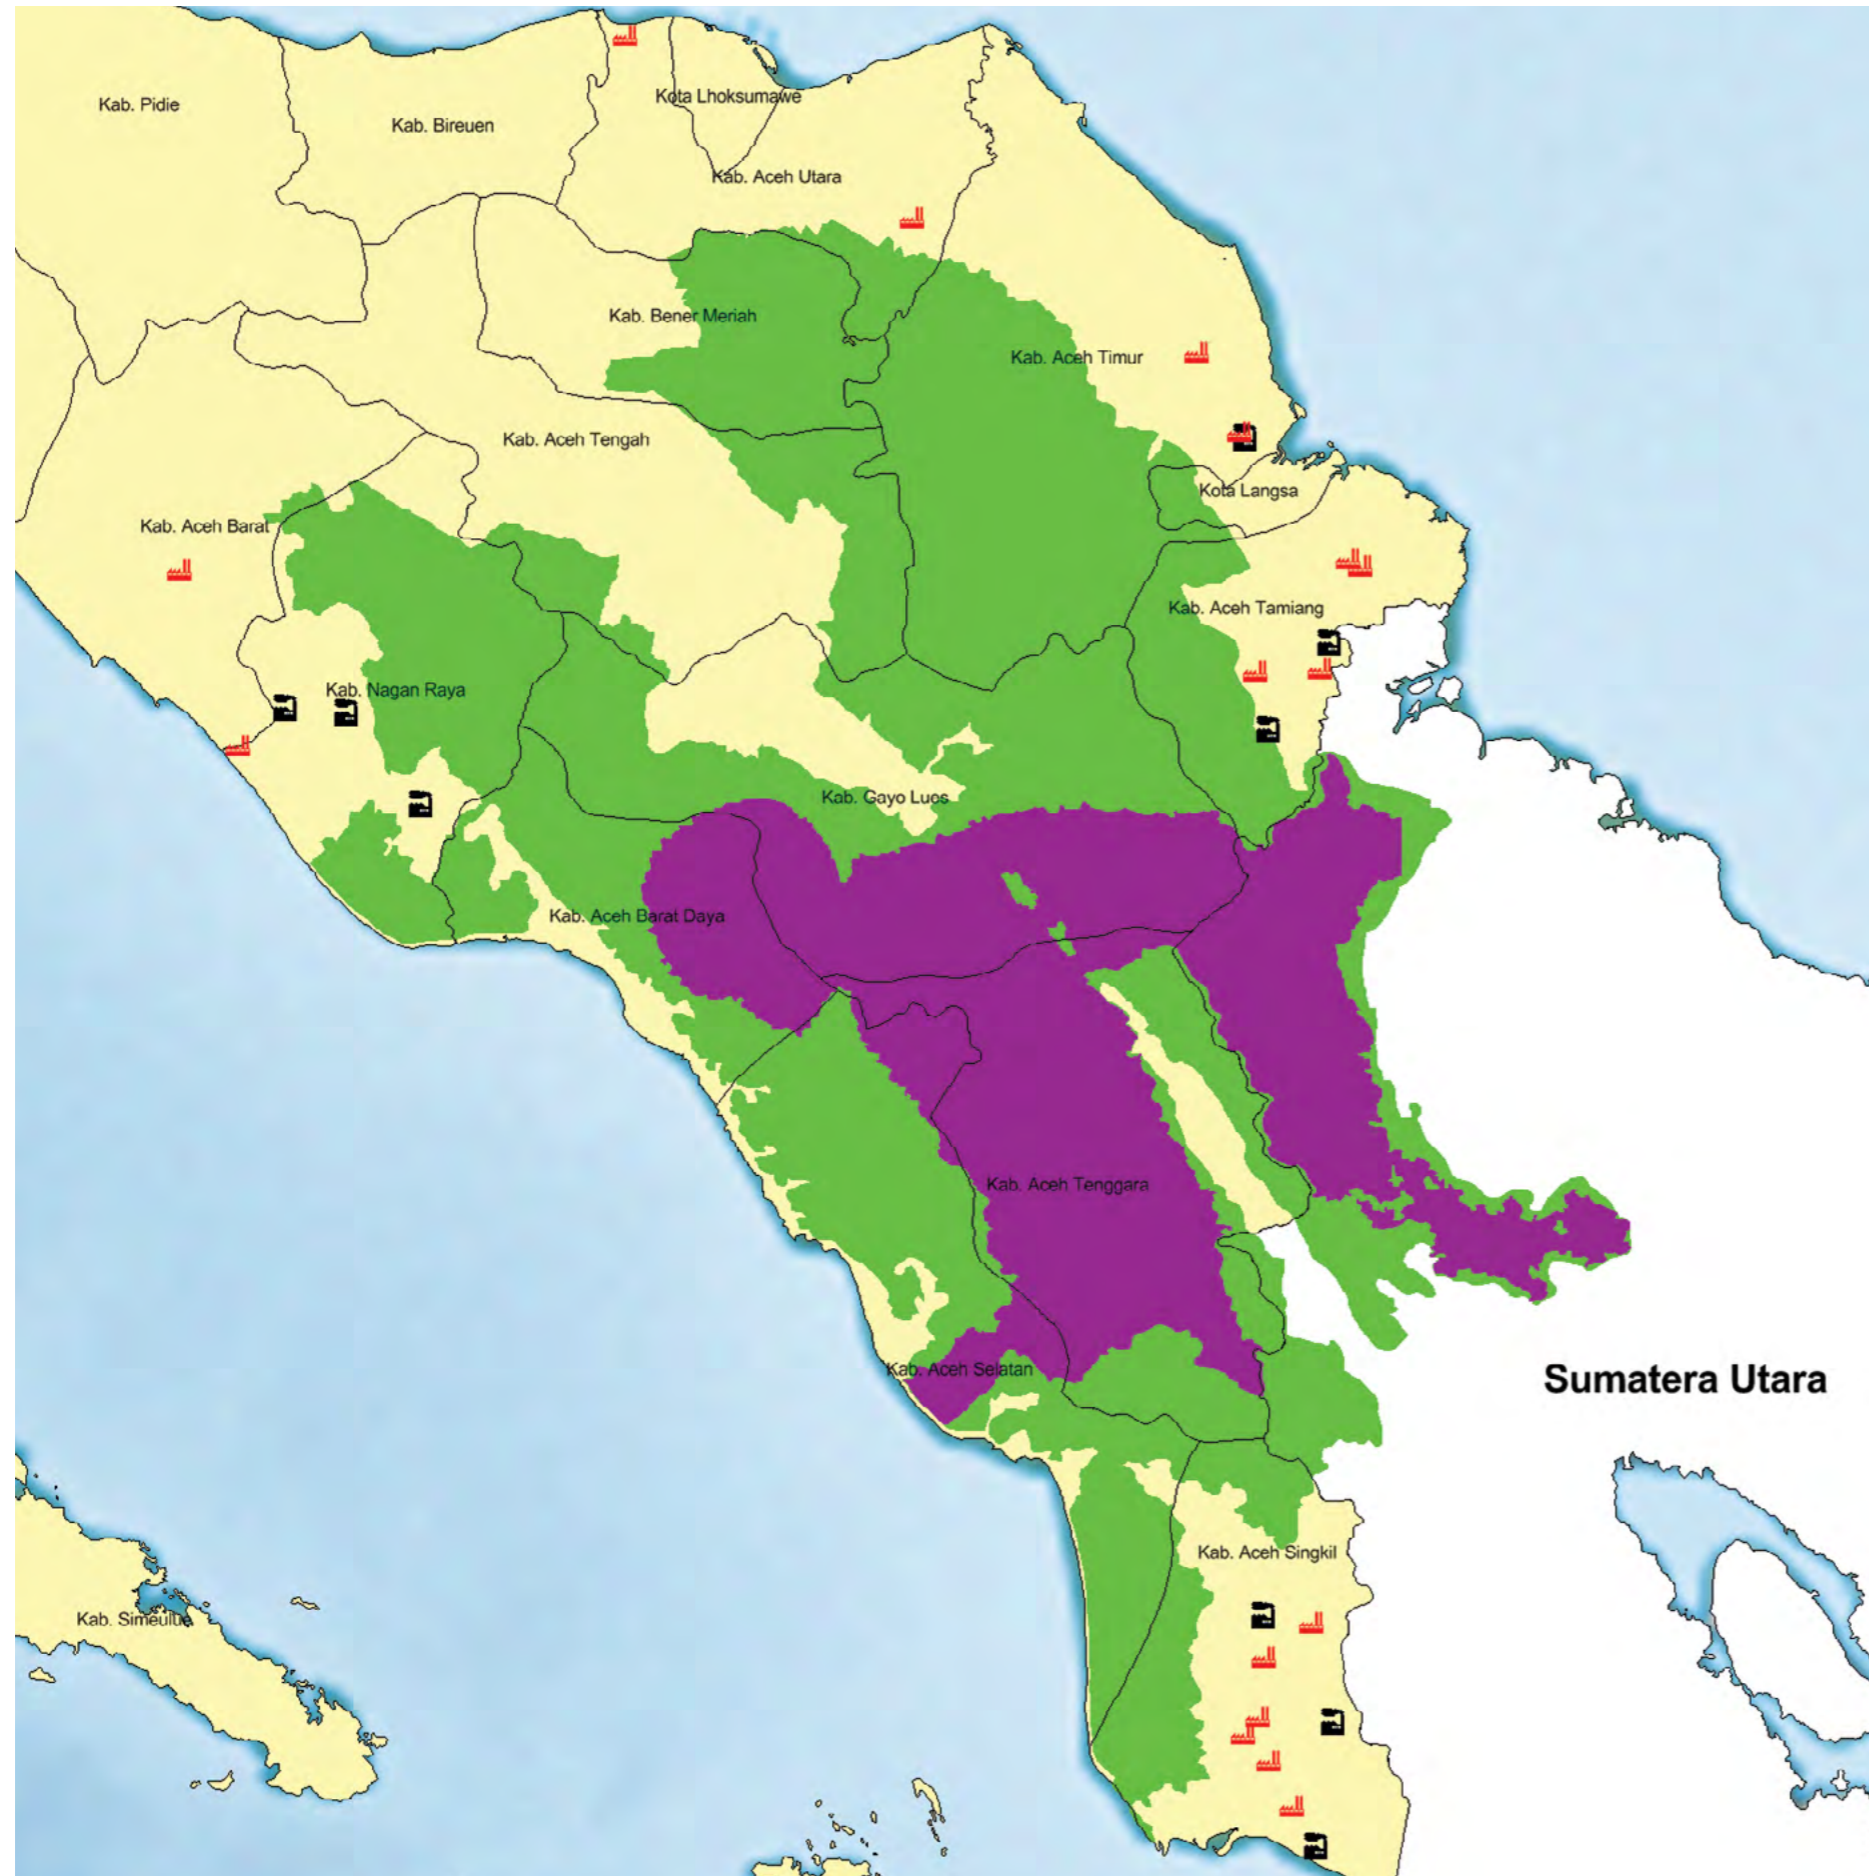 Kab. Pidie
Kab. Bireuen
Kota Lhoksumawe
Kab. Aceh Utara
Kab. Bener Meriah
Kab. Aceh Timur
Kab. Aceh Tengah
Kota Langsa
Kab. Aceh Barat
Kab. Aceh Tamiang
Kab. Nagan Raya
Kab. Gayo Lues
Kab. Aceh Barat Daya
Kab. Aceh Tenggara
Kab. Aceh Selatan
Sumatera Utara
Kab. Aceh Singkil
Kab. Simeulue